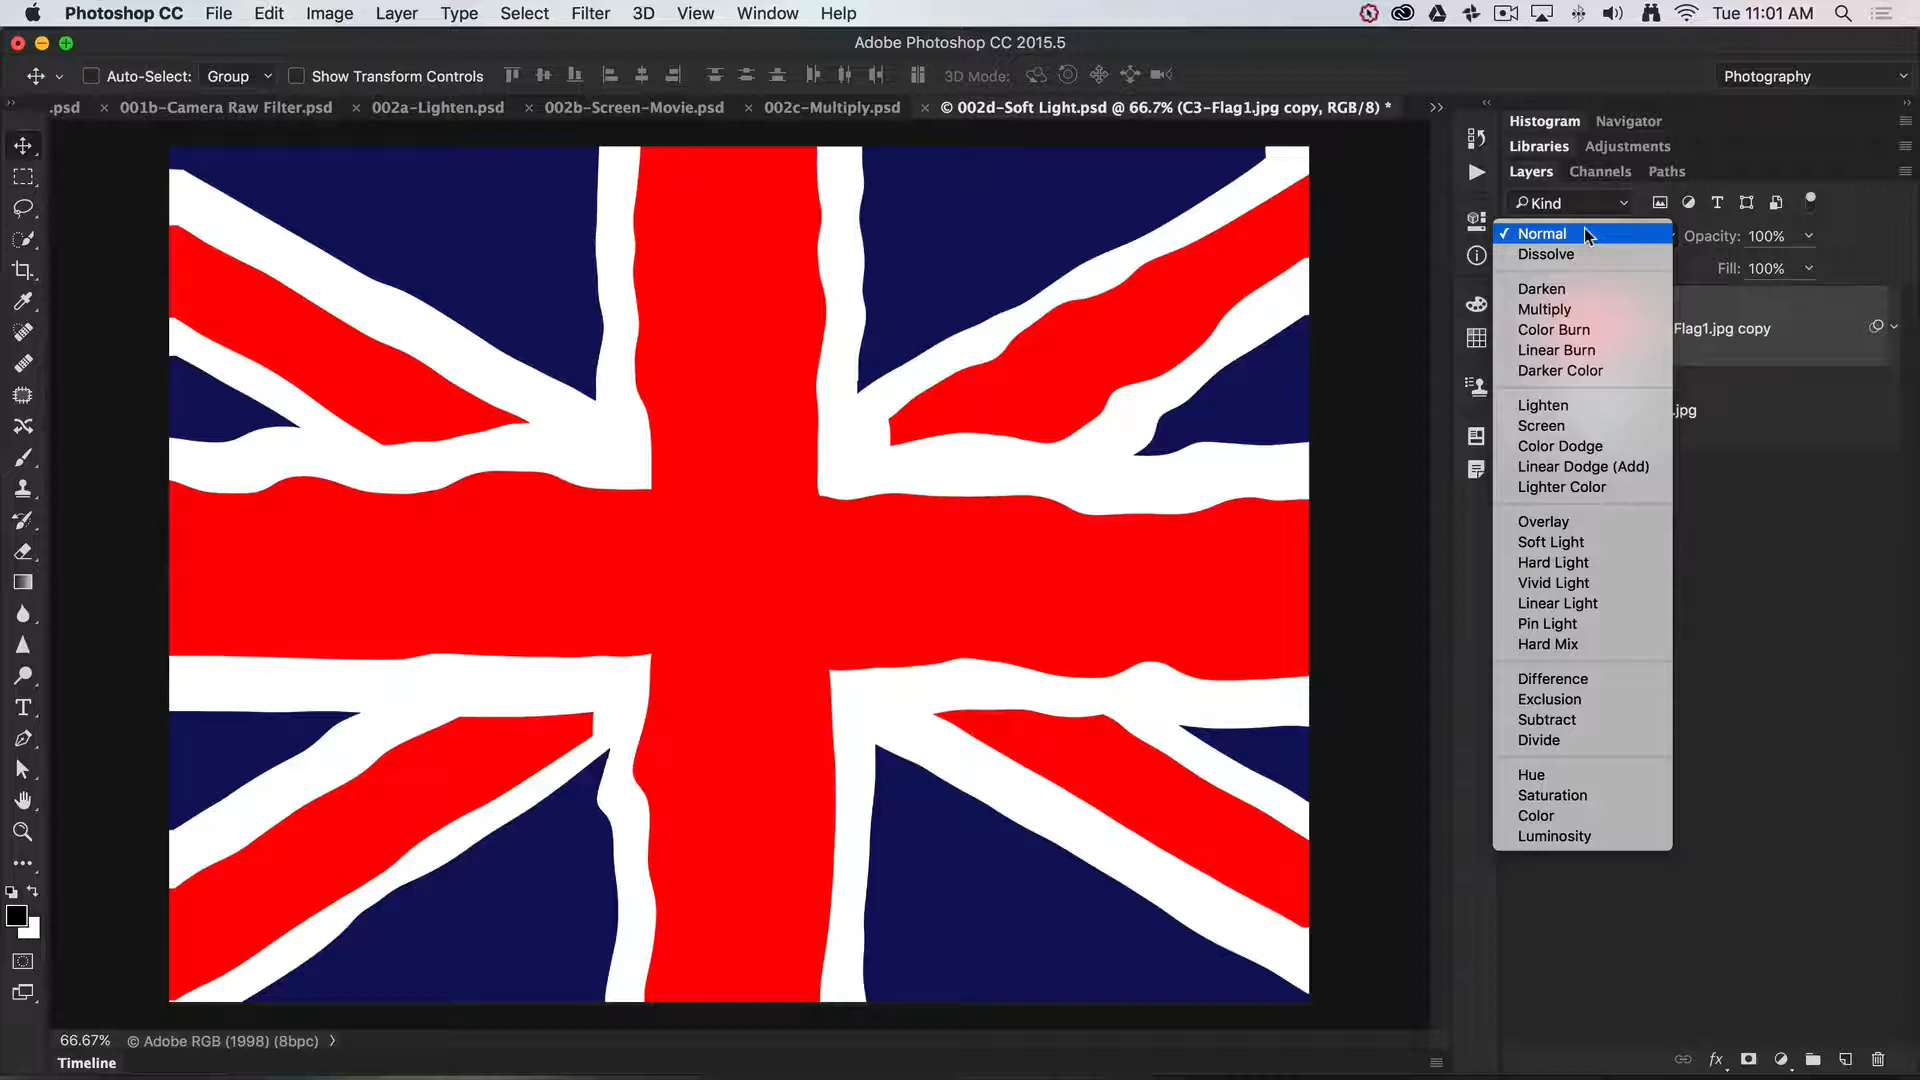 Photoshop CC File Edit Image Layer Type Select Filter 3D View Window Help Tue 11:01 AM
Adobe Photoshop CC 2015.5
Auto-Select: Group Show Transform Controls 3D Mode: Photography
.psd × 001b-Camera Raw Filter.psd × 002a-Lighten.psd × 002b-Screen-Movie.psd × 002c-Multiply.psd × © 002d-Soft Light.psd @ 66.7% (C3-Flag1.jpg copy, RGB/8) *
Histogram Navigator
Libraries Adjustments
Layers Channels Paths
Kind
Normal
Opacity: 100%
Dissolve
Fill: 100%
Darken
Multiply
Color Burn
Flag1.jpg copy
Linear Burn
Darker Color
Lighten
.jpg
Screen
Color Dodge
Linear Dodge (Add)
Lighter Color
Overlay
Soft Light
Hard Light
Vivid Light
Linear Light
Pin Light
Hard Mix
Difference
Exclusion
Subtract
Divide
Hue
Saturation
Color
Luminosity
66.67% © Adobe RGB (1998) (8bpc)
Timeline
fx